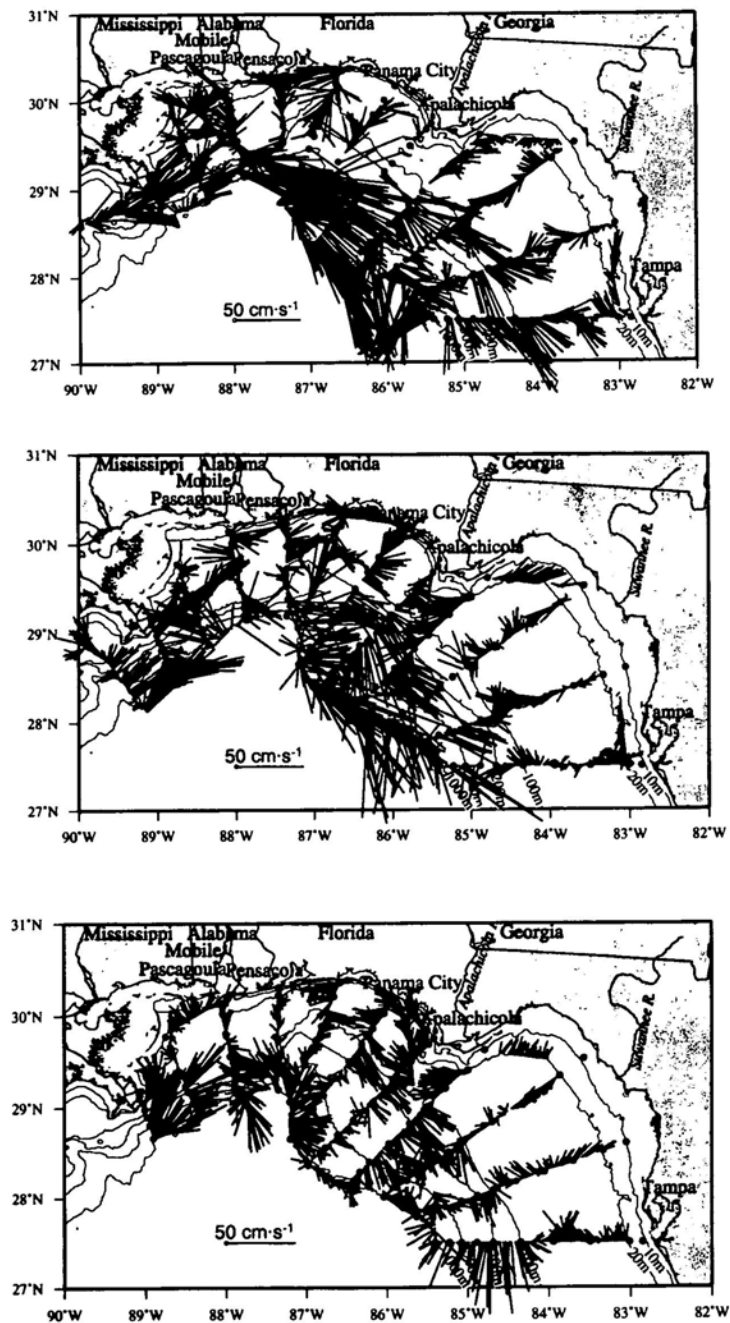 31°N
Mississippi Alabama Florida Georgia
Mobile
Pascagoula Pensacola
Panama City
Apalachicola
Apalachicola
Suwannee R.
30°N
29°N
28°N
Tampa
50 cm·s⁻¹
20m 10m
27°N
90°W 89°W 88°W 87°W 86°W 85°W 84°W 83°W 82°W
31°N
Mississippi Alabama Florida Georgia
Mobile
Pascagoula Pensacola
Panama City
Apalachicola
Apalachicola
Suwannee R.
30°N
29°N
28°N
Tampa
50 cm·s⁻¹
1000m 100m 20m 10m
27°N
90°W 89°W 88°W 87°W 86°W 85°W 84°W 83°W 82°W
31°N
Mississippi Alabama Florida Georgia
Mobile
Pascagoula Pensacola
Panama City
Apalachicola
Apalachicola
Suwannee R.
30°N
29°N
28°N
Tampa
50 cm·s⁻¹
20m 10m
27°N
90°W 89°W 88°W 87°W 86°W 85°W 84°W 83°W 82°W